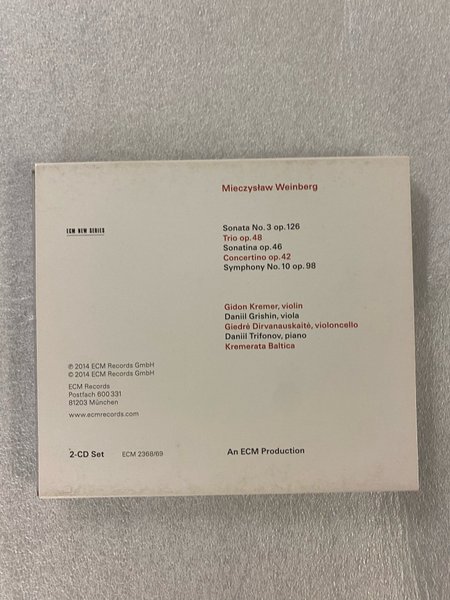 Mieczysław Weinberg
ECM NEW SERIES
Sonata No. 3 op. 126
Trio op. 48
Sonatina op. 46
Concertino op. 42
Symphony No. 10 op. 98
Gidon Kremer, violin
Daniil Grishin, viola
Giedrė Dirvanauskaitė, violoncello
Daniil Trifonov, piano
Kremerata Baltica
℗ 2014 ECM Records GmbH
© 2014 ECM Records GmbH
ECM Records
Postfach 600 331
81203 München
www.ecmrecords.com
2-CD Set ECM 2368/69
An ECM Production